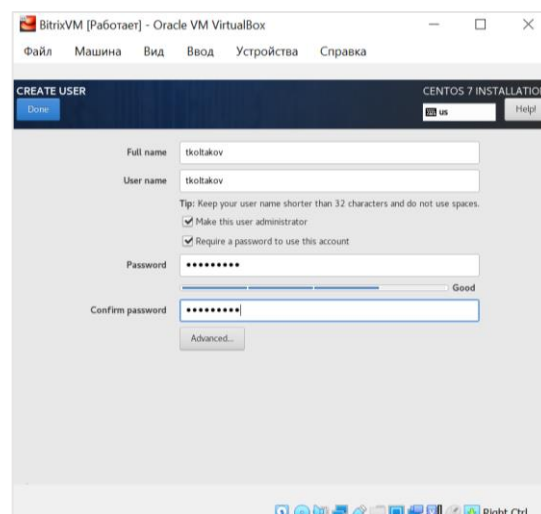 BitrixVM [Работает] - Oracle VM VirtualBox
Файл Машина Вид Ввод Устройства Справка
CREATE USER
CENTOS 7 INSTALLATION
Done
us
Help!
Full name tkoltakov
User name tkoltakov
Tip: Keep your user name shorter than 32 characters and do not use spaces.
Make this user administrator
Require a password to use this account
Password •••••••••
Good
Confirm password •••••••••
Advanced...
Right Ctrl